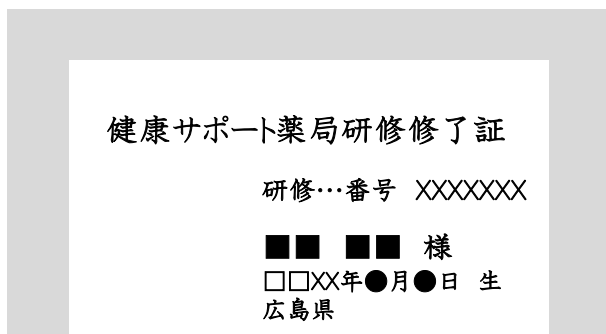 健康サポート薬局研修修了証
研修…番号 XXXXXXX
■■ ■■ 様
□□XX年●月●日 生
広島県